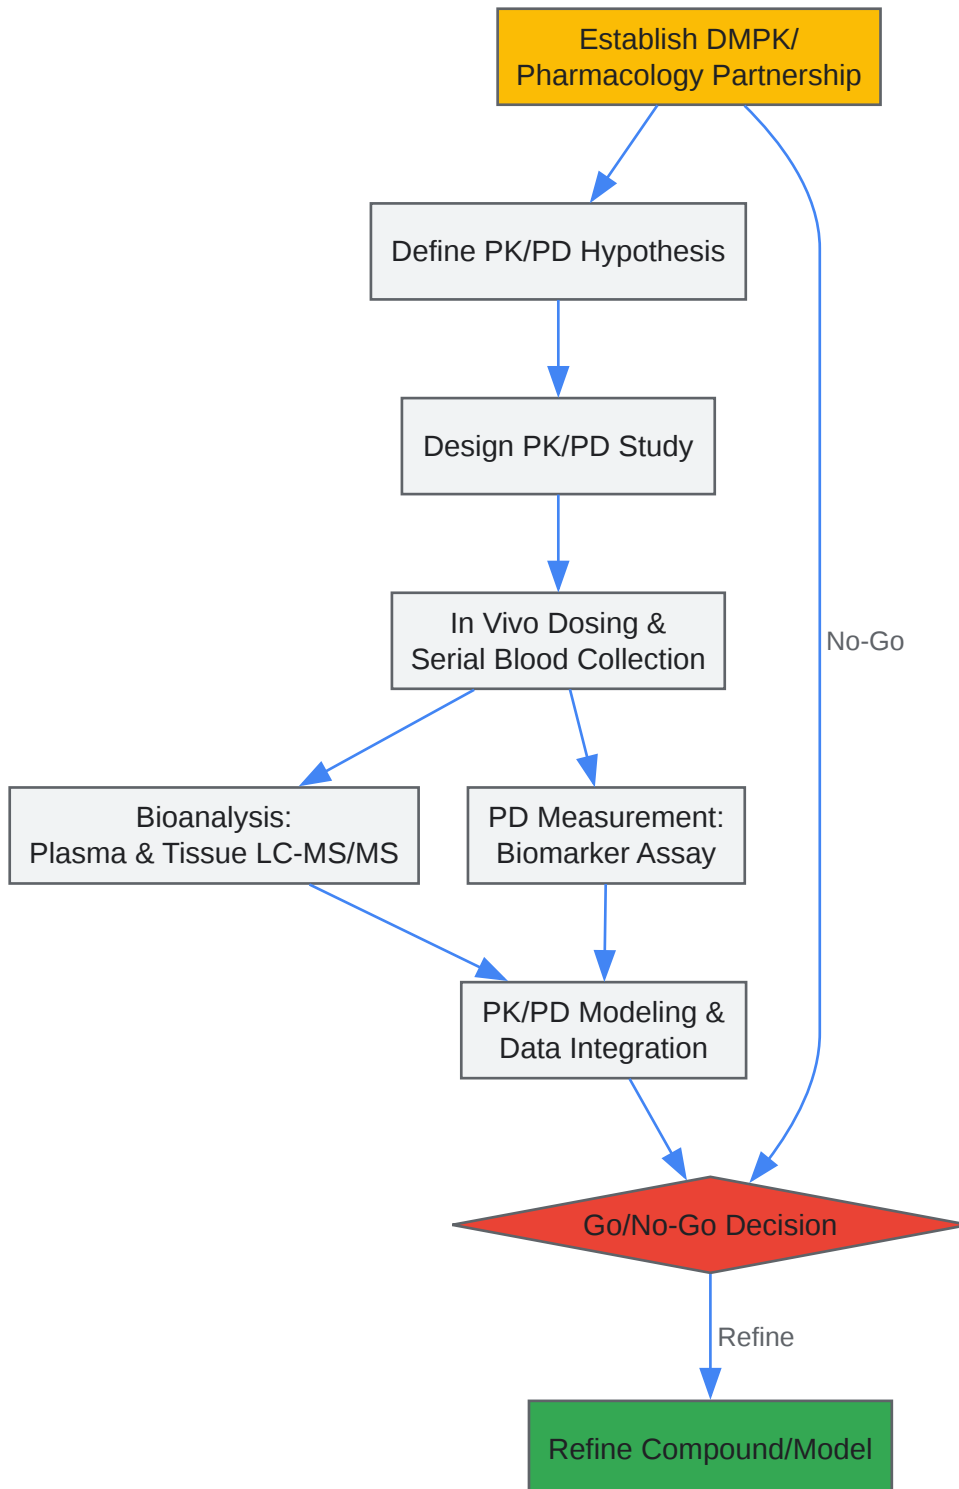 Establish DMPK/
Pharmacology Partnership
Define PK/PD Hypothesis
Design PK/PD Study
In Vivo Dosing &
Serial Blood Collection
No-Go
Bioanalysis:
Plasma & Tissue LC-MS/MS
PD Measurement:
Biomarker Assay
PK/PD Modeling &
Data Integration
Go/No-Go Decision
Refine
Refine Compound/Model